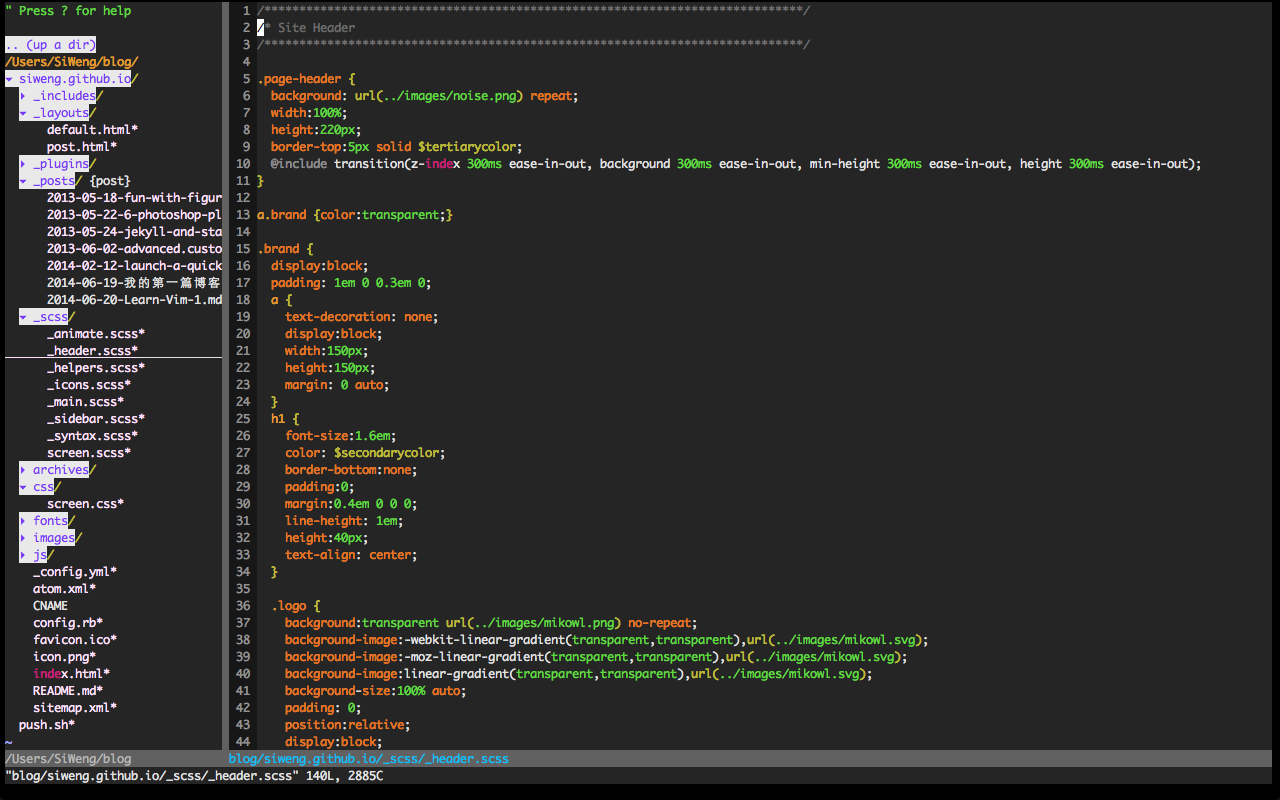 " Press ? for help
.. (up a dir)
/Users/SiWeng/blog/
▾ siweng.github.io/
▸ _includes/
▾ _layouts/
default.html*
post.html*
▸ _plugins/
▾ _posts/ {post}
2013-05-18-fun-with-figur
2013-05-22-6-photoshop-pl
2013-05-24-jekyll-and-sta
2013-06-02-advanced.custo
2014-02-12-launch-a-quick
2014-06-19-我的第一篇博客
2014-06-20-Learn-Vim-1.md
▾ _scss/
_animate.scss*
_header.scss*
_helpers.scss*
_icons.scss*
_main.scss*
_sidebar.scss*
_syntax.scss*
screen.scss*
▸ archives/
▾ css/
screen.css*
▸ fonts/
▸ images/
▸ js/
_config.yml*
atom.xml*
CNAME
config.rb*
favicon.ico*
icon.png*
index.html*
README.md*
sitemap.xml*
push.sh*
~
1 /*****************************************************************************/
2 /* Site Header
3 /*****************************************************************************/
4
5 .page-header {
6 background: url(../images/noise.png) repeat;
7 width:100%;
8 height:220px;
9 border-top:5px solid $tertiarycolor;
10 @include transition(z-index 300ms ease-in-out, background 300ms ease-in-out, min-height 300ms ease-in-out, height 300ms ease-in-out);
11 }
12
13 a.brand {color:transparent;}
14
15 .brand {
16 display:block;
17 padding: 1em 0 0.3em 0;
18 a {
19 text-decoration: none;
20 display:block;
21 width:150px;
22 height:150px;
23 margin: 0 auto;
24 }
25 h1 {
26 font-size:1.6em;
27 color: $secondarycolor;
28 border-bottom:none;
29 padding:0;
30 margin:0.4em 0 0 0;
31 line-height: 1em;
32 height:40px;
33 text-align: center;
34 }
35
36 .logo {
37 background:transparent url(../images/mikowl.png) no-repeat;
38 background-image:-webkit-linear-gradient(transparent,transparent),url(../images/mikowl.svg);
39 background-image:-moz-linear-gradient(transparent,transparent),url(../images/mikowl.svg);
40 background-image:linear-gradient(transparent,transparent),url(../images/mikowl.svg);
41 background-size:100% auto;
42 padding: 0;
43 position:relative;
44 display:block;
/Users/SiWeng/blog
blog/siweng.github.io/_scss/_header.scss
"blog/siweng.github.io/_scss/_header.scss" 140L, 2885C